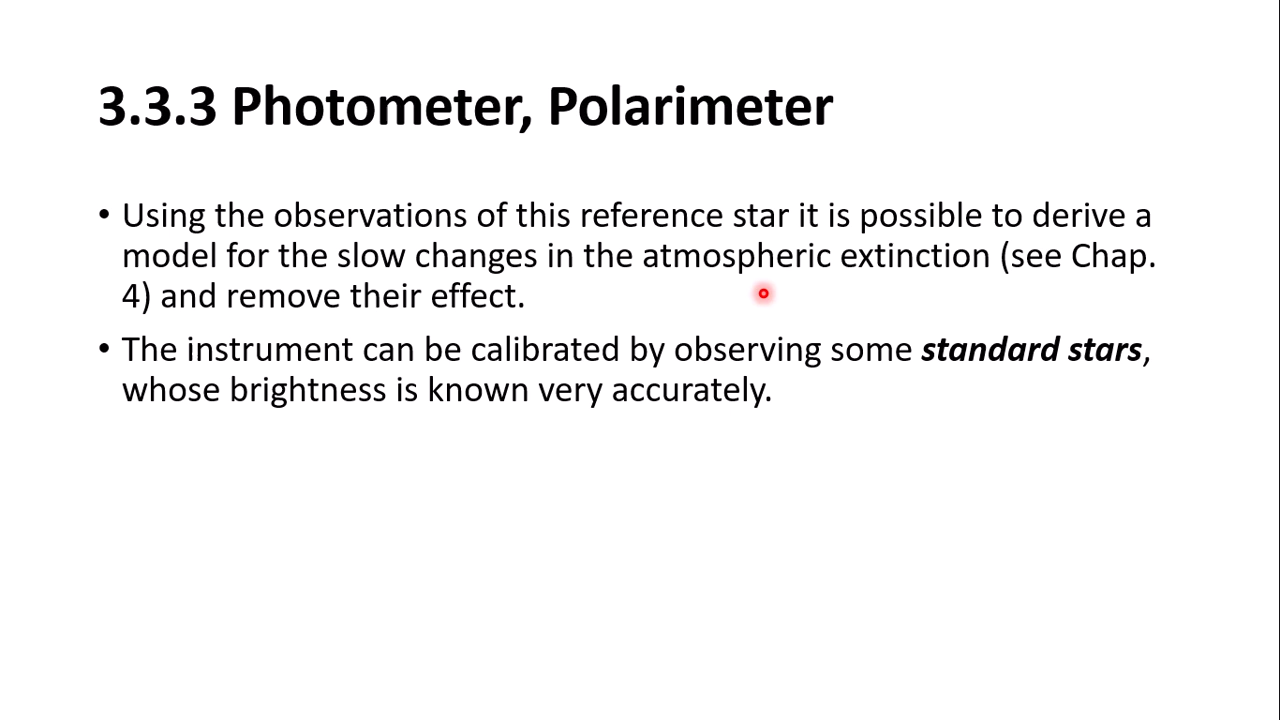 3.3.3 Photometer, Polarimeter
• Using the observations of this reference star it is possible to derive a
model for the slow changes in the atmospheric extinction (see Chap.
4) and remove their effect.
• The instrument can be calibrated by observing some standard stars,
whose brightness is known very accurately.